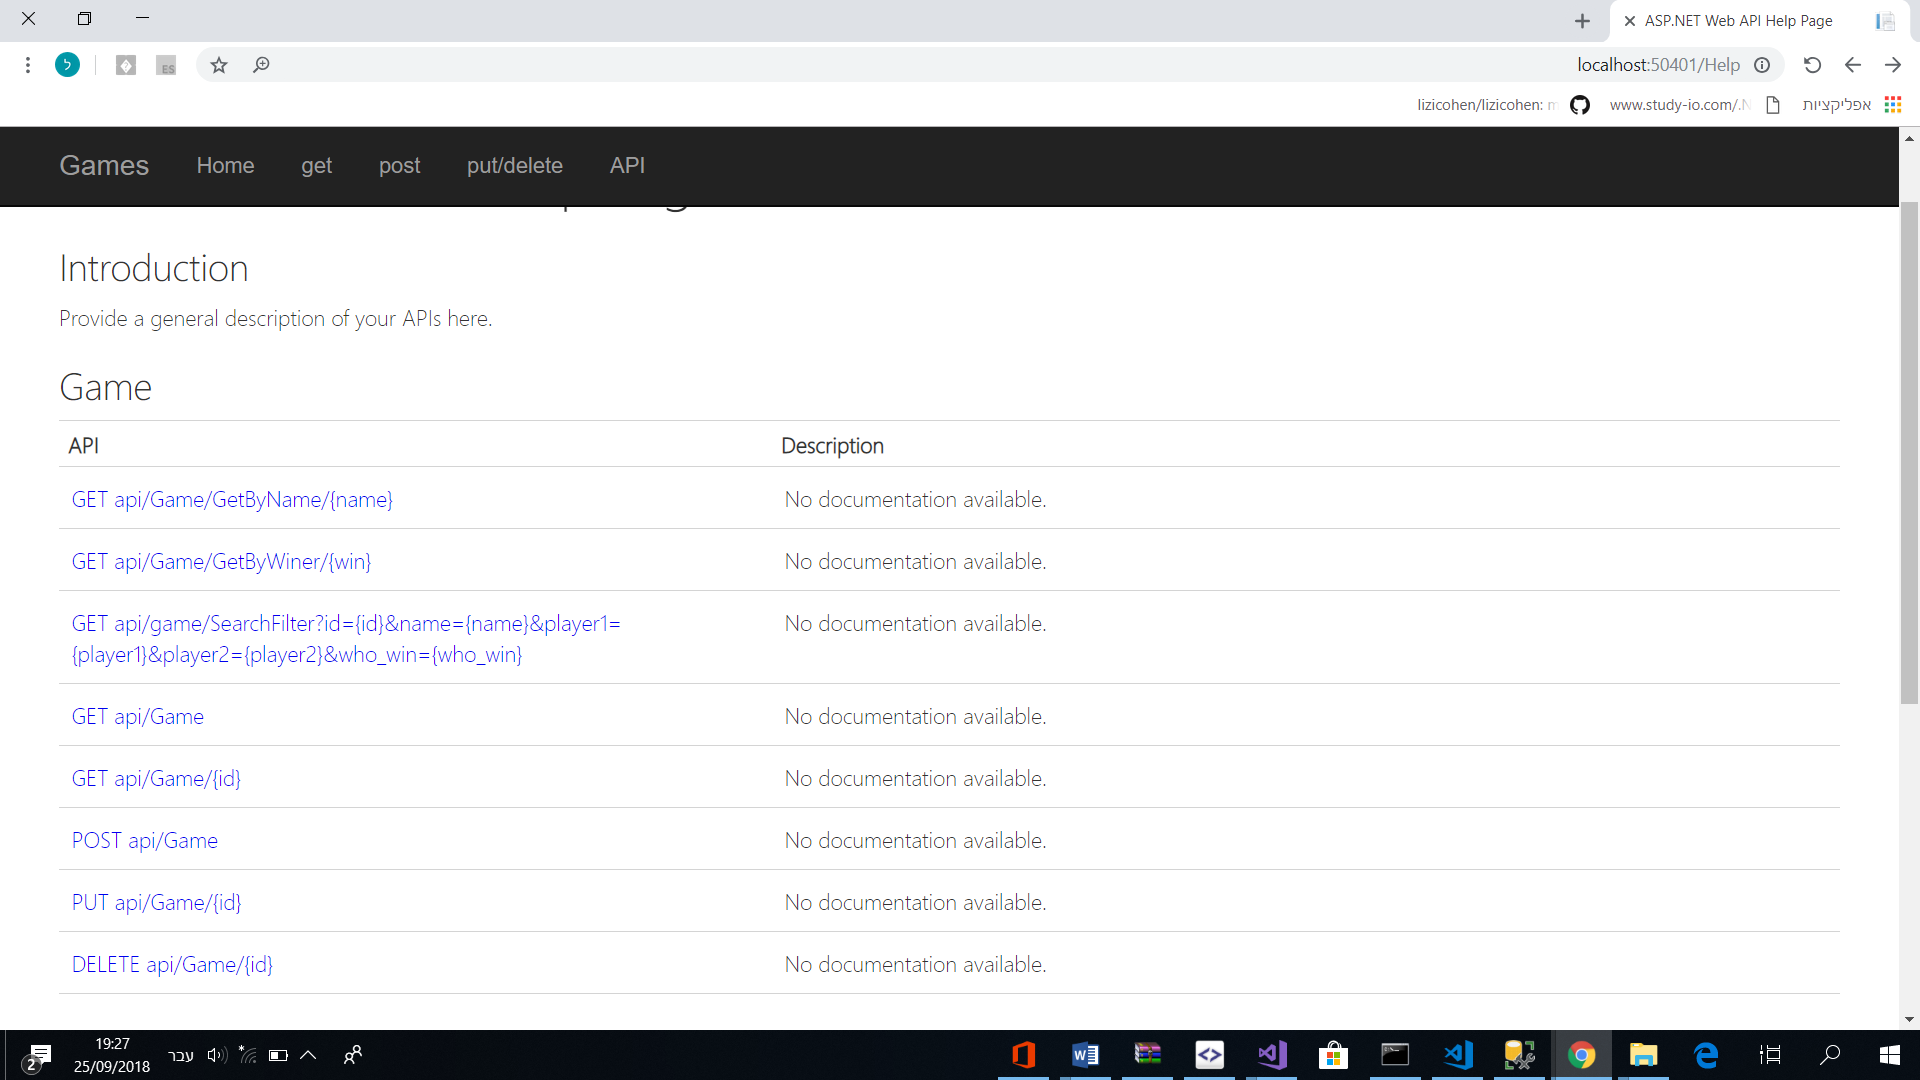 ASP.NET Web API Help Page
localhost:50401/Help
ES
lizicohen/lizicohen:
www.study-io.com/.N
אפליקציות
Games Home get post put/delete API
Introduction
Provide a general description of your APIs here.
Game
API Description
GET api/Game/GetByName/{name} No documentation available.
GET api/Game/GetByWiner/{win} No documentation available.
GET api/game/SearchFilter?id={id}&name={name}&player1= No documentation available.
{player1}&player2={player2}&who_win={who_win}
GET api/Game No documentation available.
GET api/Game/{id} No documentation available.
POST api/Game No documentation available.
PUT api/Game/{id} No documentation available.
DELETE api/Game/{id} No documentation available.
2
19:27
25/09/2018
עבר